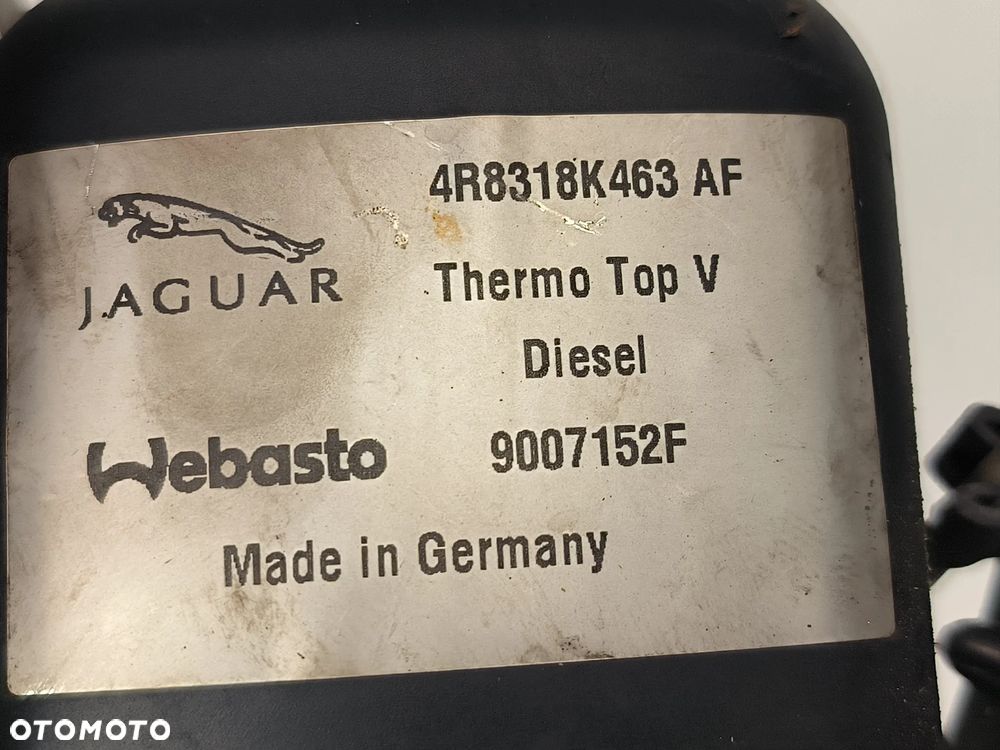 4R8318K463 AF
JAGUAR
Thermo Top V
Diesel
Webasto
9007152F
Made in Germany
OTOMOTO